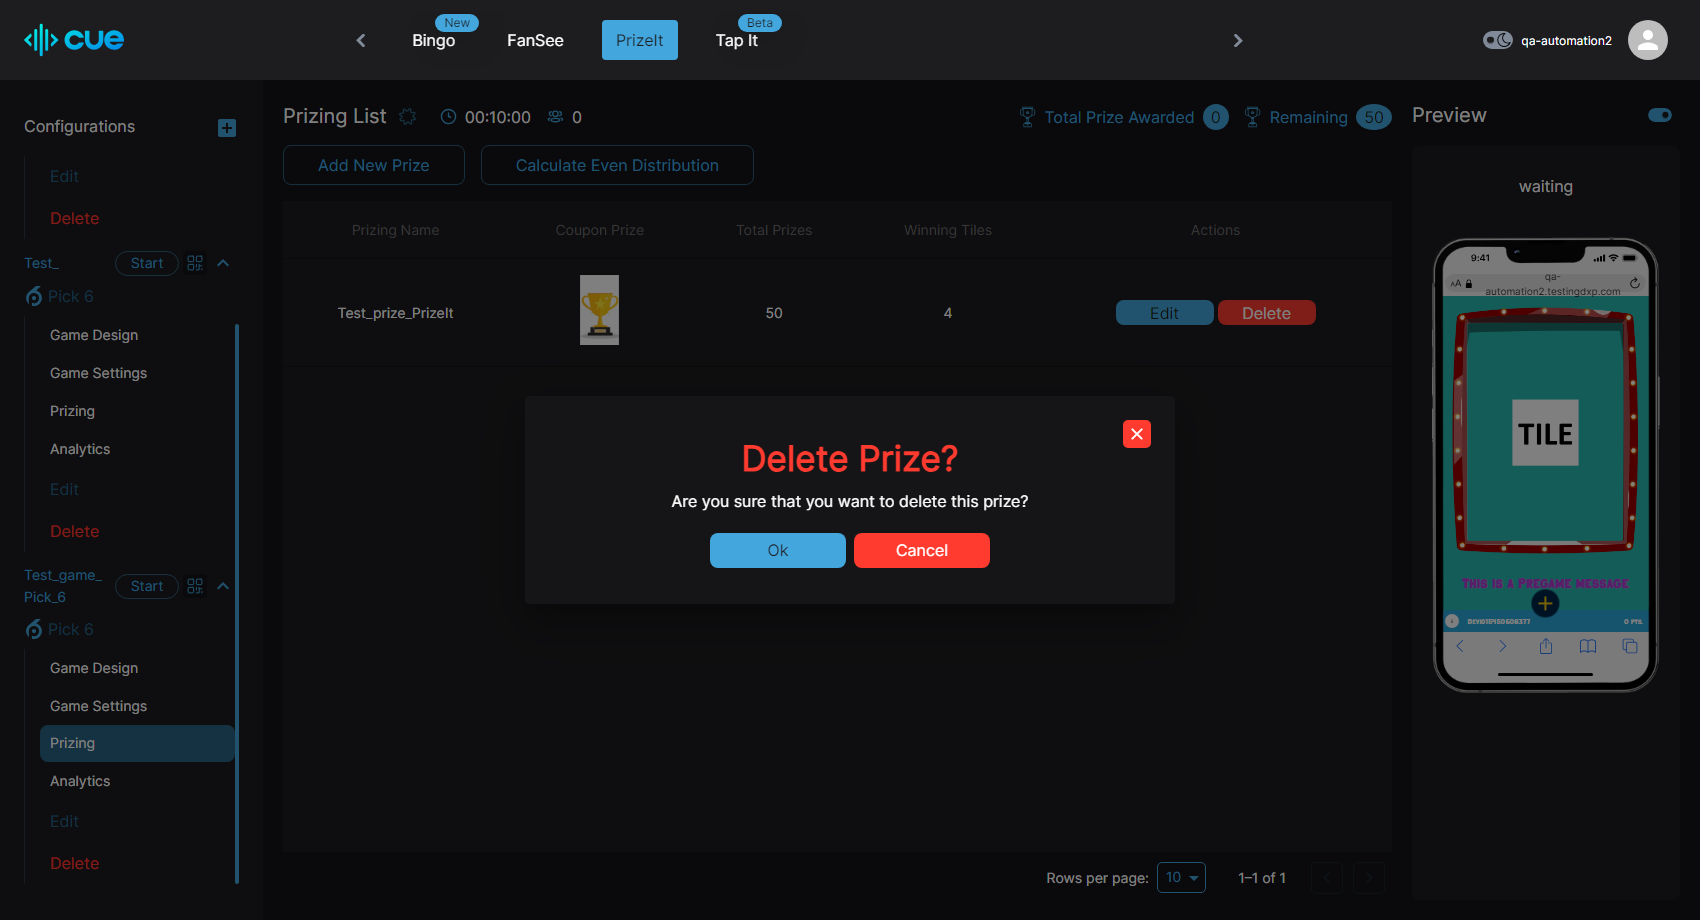 cue
New
Bingo
FanSee
PrizeIt
Beta
Tap It
qa-automation2
Configurations
Edit
Delete
Test_
Start
Pick 6
Game Design
Game Settings
Prizing
Analytics
Edit
Delete
Test_game_
Pick_6
Start
Pick 6
Game Design
Game Settings
Prizing
Analytics
Edit
Delete
Prizing List
00:10:00
0
Total Prize Awarded 0
Remaining 50
Add New Prize
Calculate Even Distribution
Prizing Name
Coupon Prize
Total Prizes
Winning Tiles
Actions
Test_prize_PrizeIt
50
4
Edit
Delete
Delete Prize?
Are you sure that you want to delete this prize?
Ok
Cancel
Rows per page: 10
1–1 of 1
Preview
waiting
9:41
AA
qa-
automation2.testingdxp.com
TILE
This is a Pregame message
0 Pts.